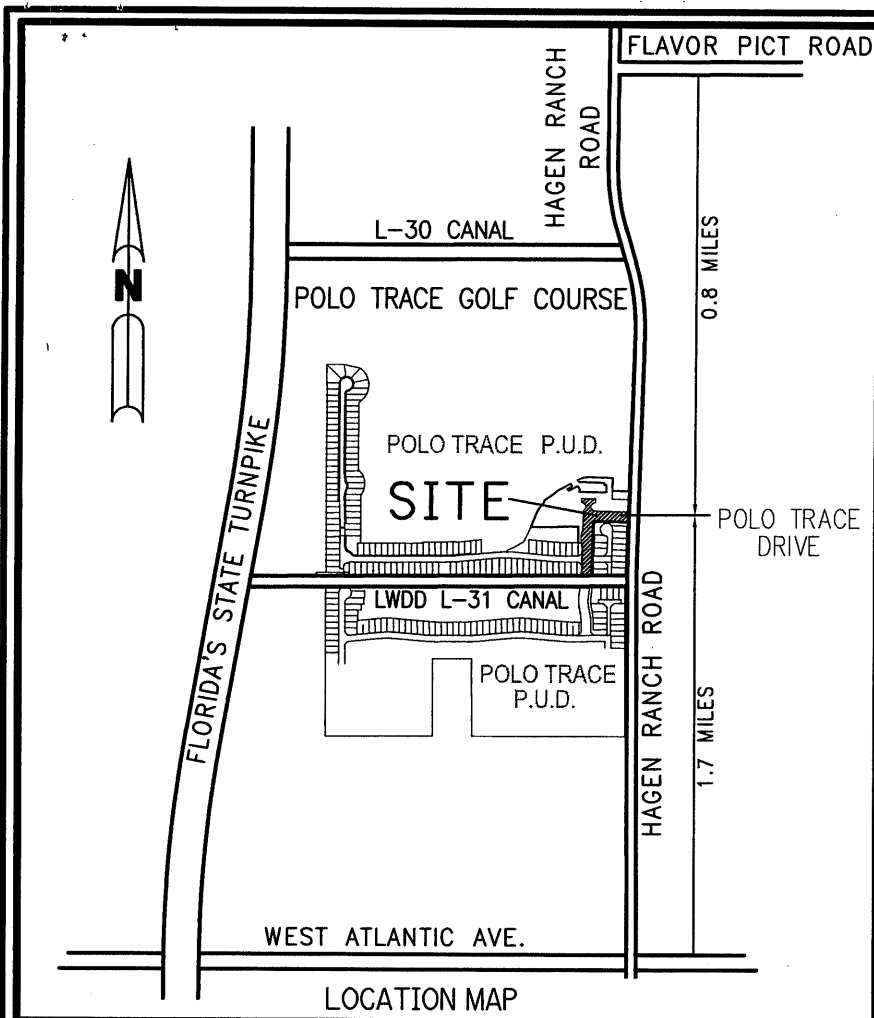 FLAVOR PICT ROAD
HAGEN RANCH
ROAD
L-30 CANAL
N
POLO TRACE GOLF COURSE
0.8 MILES
POLO TRACE P.U.D.
SITE
POLO TRACE
DRIVE
FLORIDA'S STATE TURNPIKE
LWDD L-31 CANAL
HAGEN RANCH ROAD
POLO TRACE
P.U.D.
1.7 MILES
WEST ATLANTIC AVE.
LOCATION MAP